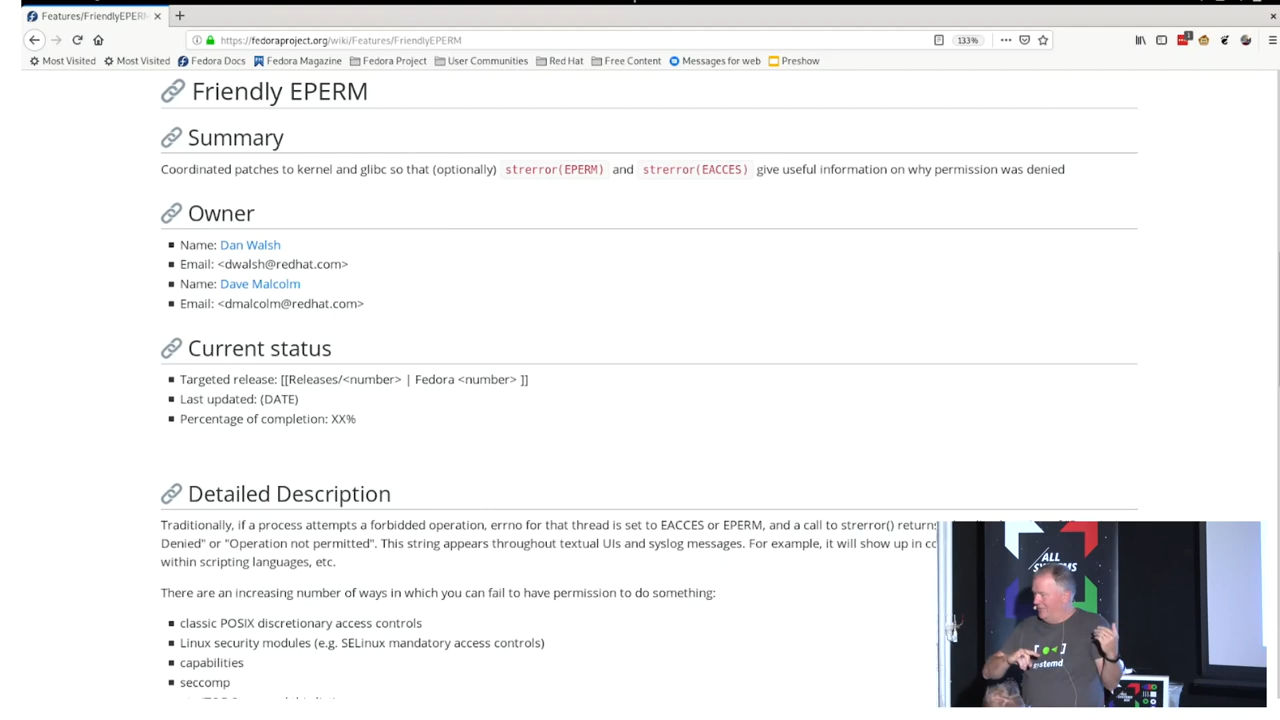 Features/FriendlyEPERM
https://fedoraproject.org/wiki/Features/FriendlyEPERM
133%
Most Visited Most Visited Fedora Docs Fedora Magazine Fedora Project User Communities Red Hat Free Content Messages for web Preshow
Friendly EPERM
Summary
Coordinated patches to kernel and glibc so that (optionally) strerror(EPERM) and strerror(EACCES) give useful information on why permission was denied
Owner
Name: Dan Walsh
Email: <dwalsh@redhat.com>
Name: Dave Malcolm
Email: <dmalcolm@redhat.com>
Current status
Targeted release: [[Releases/<number> | Fedora <number> ]]
Last updated: (DATE)
Percentage of completion: XX%
Detailed Description
Traditionally, if a process attempts a forbidden operation, errno for that thread is set to EACCES or EPERM, and a call to strerror() returns
Denied" or "Operation not permitted". This string appears throughout textual UIs and syslog messages. For example, it will show up in
within scripting languages, etc.
There are an increasing number of ways in which you can fail to have permission to do something:
classic POSIX discretionary access controls
Linux security modules (e.g. SELinux mandatory access controls)
capabilities
seccomp
ALL
SYSTEMS
systemd
ALL
SYSTEMS